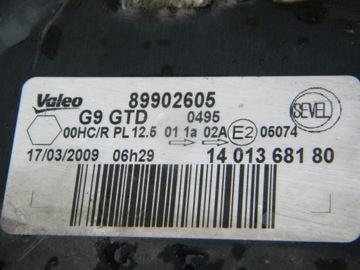 Valeo 89902605 SEVEL
G9 GTD 0495
00HC/R PL 12.5 01 1a 02A E2 05074
17/03/2009 06h29 14 013 681 80